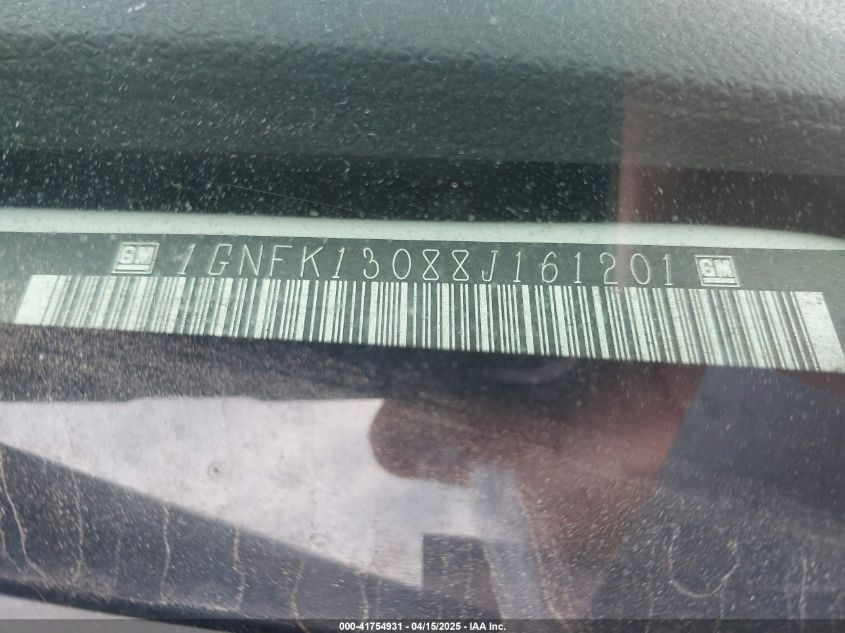 GM 1GNFK13088J161201 GM
000-41754931 - 04/15/2025 - IAA Inc.